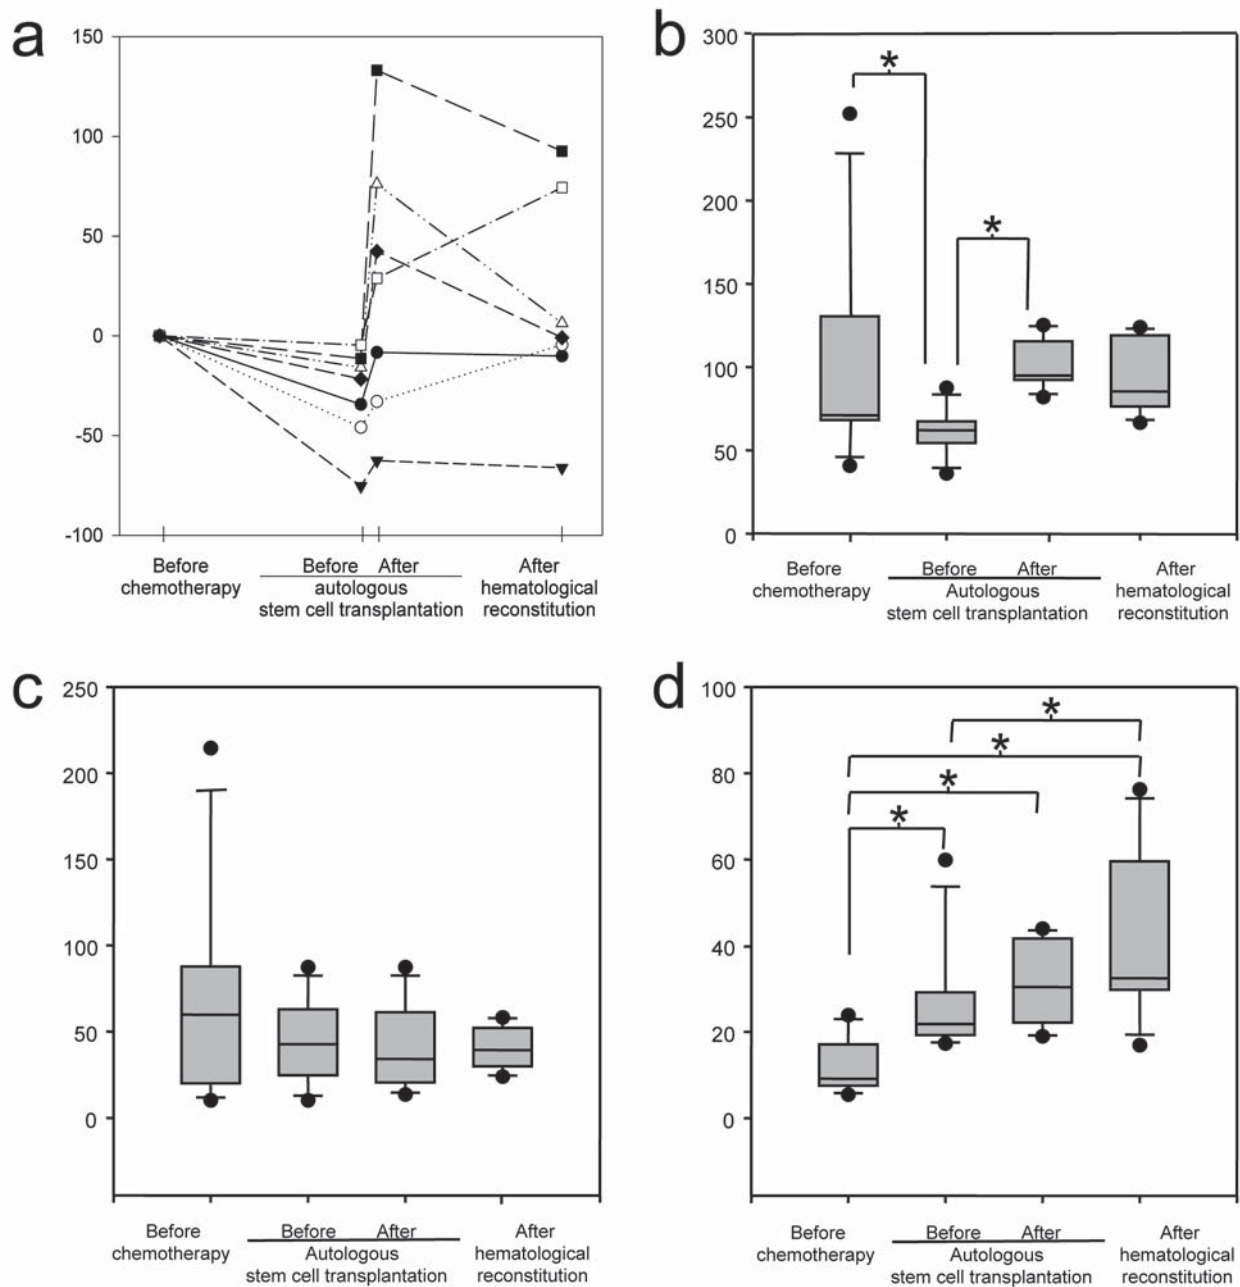 a
150
100
50
0
-50
-100
Before
chemotherapy
Before After
autologous
stem cell transplantation
After
hematological
reconstitution
b
300
250
200
150
100
50
0
*
*
Before
chemotherapy
Before After
Autologous
stem cell transplantation
After
hematological
reconstitution
c
250
200
150
100
50
0
Before
chemotherapy
Before After
Autologous
stem cell transplantation
After
hematological
reconstitution
d
100
80
60
40
20
0
*
*
*
*
Before
chemotherapy
Before After
Autologous
stem cell transplantation
After
hematological
reconstitution